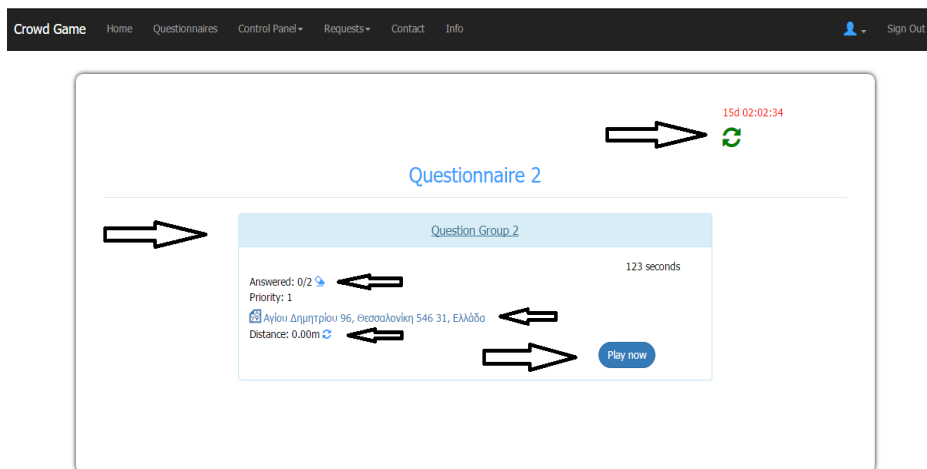 Crowd Game Home Questionnaires Control Panel Requests Contact Info Sign Out
15d 02:02:34
Questionnaire 2
Question Group 2
123 seconds
Answered: 0/2
Priority: 1
Αγίου Δημητρίου 96, Θεσσαλονίκη 546 31, Ελλάδα
Distance: 0.00m
Play now